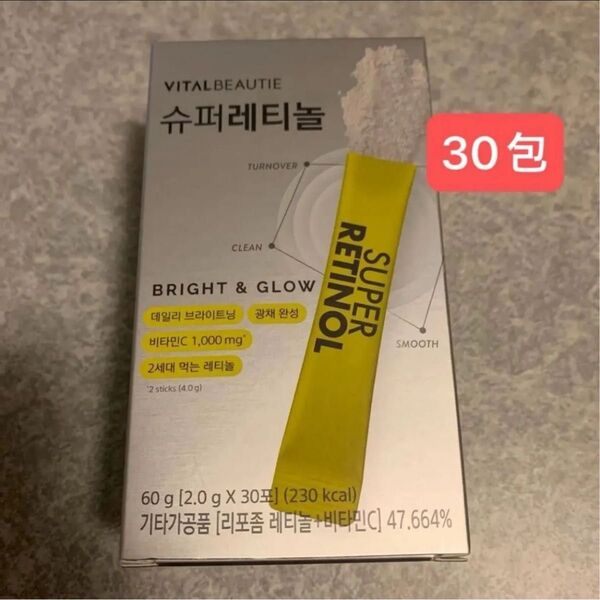 VITALBEAUTIE
슈퍼레티놀
30包
TURNOVER
CLEAN
SMOOTH
SUPER
RETINOL
BRIGHT & GLOW
데일리 브라이트닝
광채 완성
비타민C 1,000 mg*
2세대 먹는 레티놀
*2 sticks (4.0 g)
60 g [2.0 g X 30포] (230 kcal)
기타가공품 [리포좀 레티놀+비타민C] 47.664%